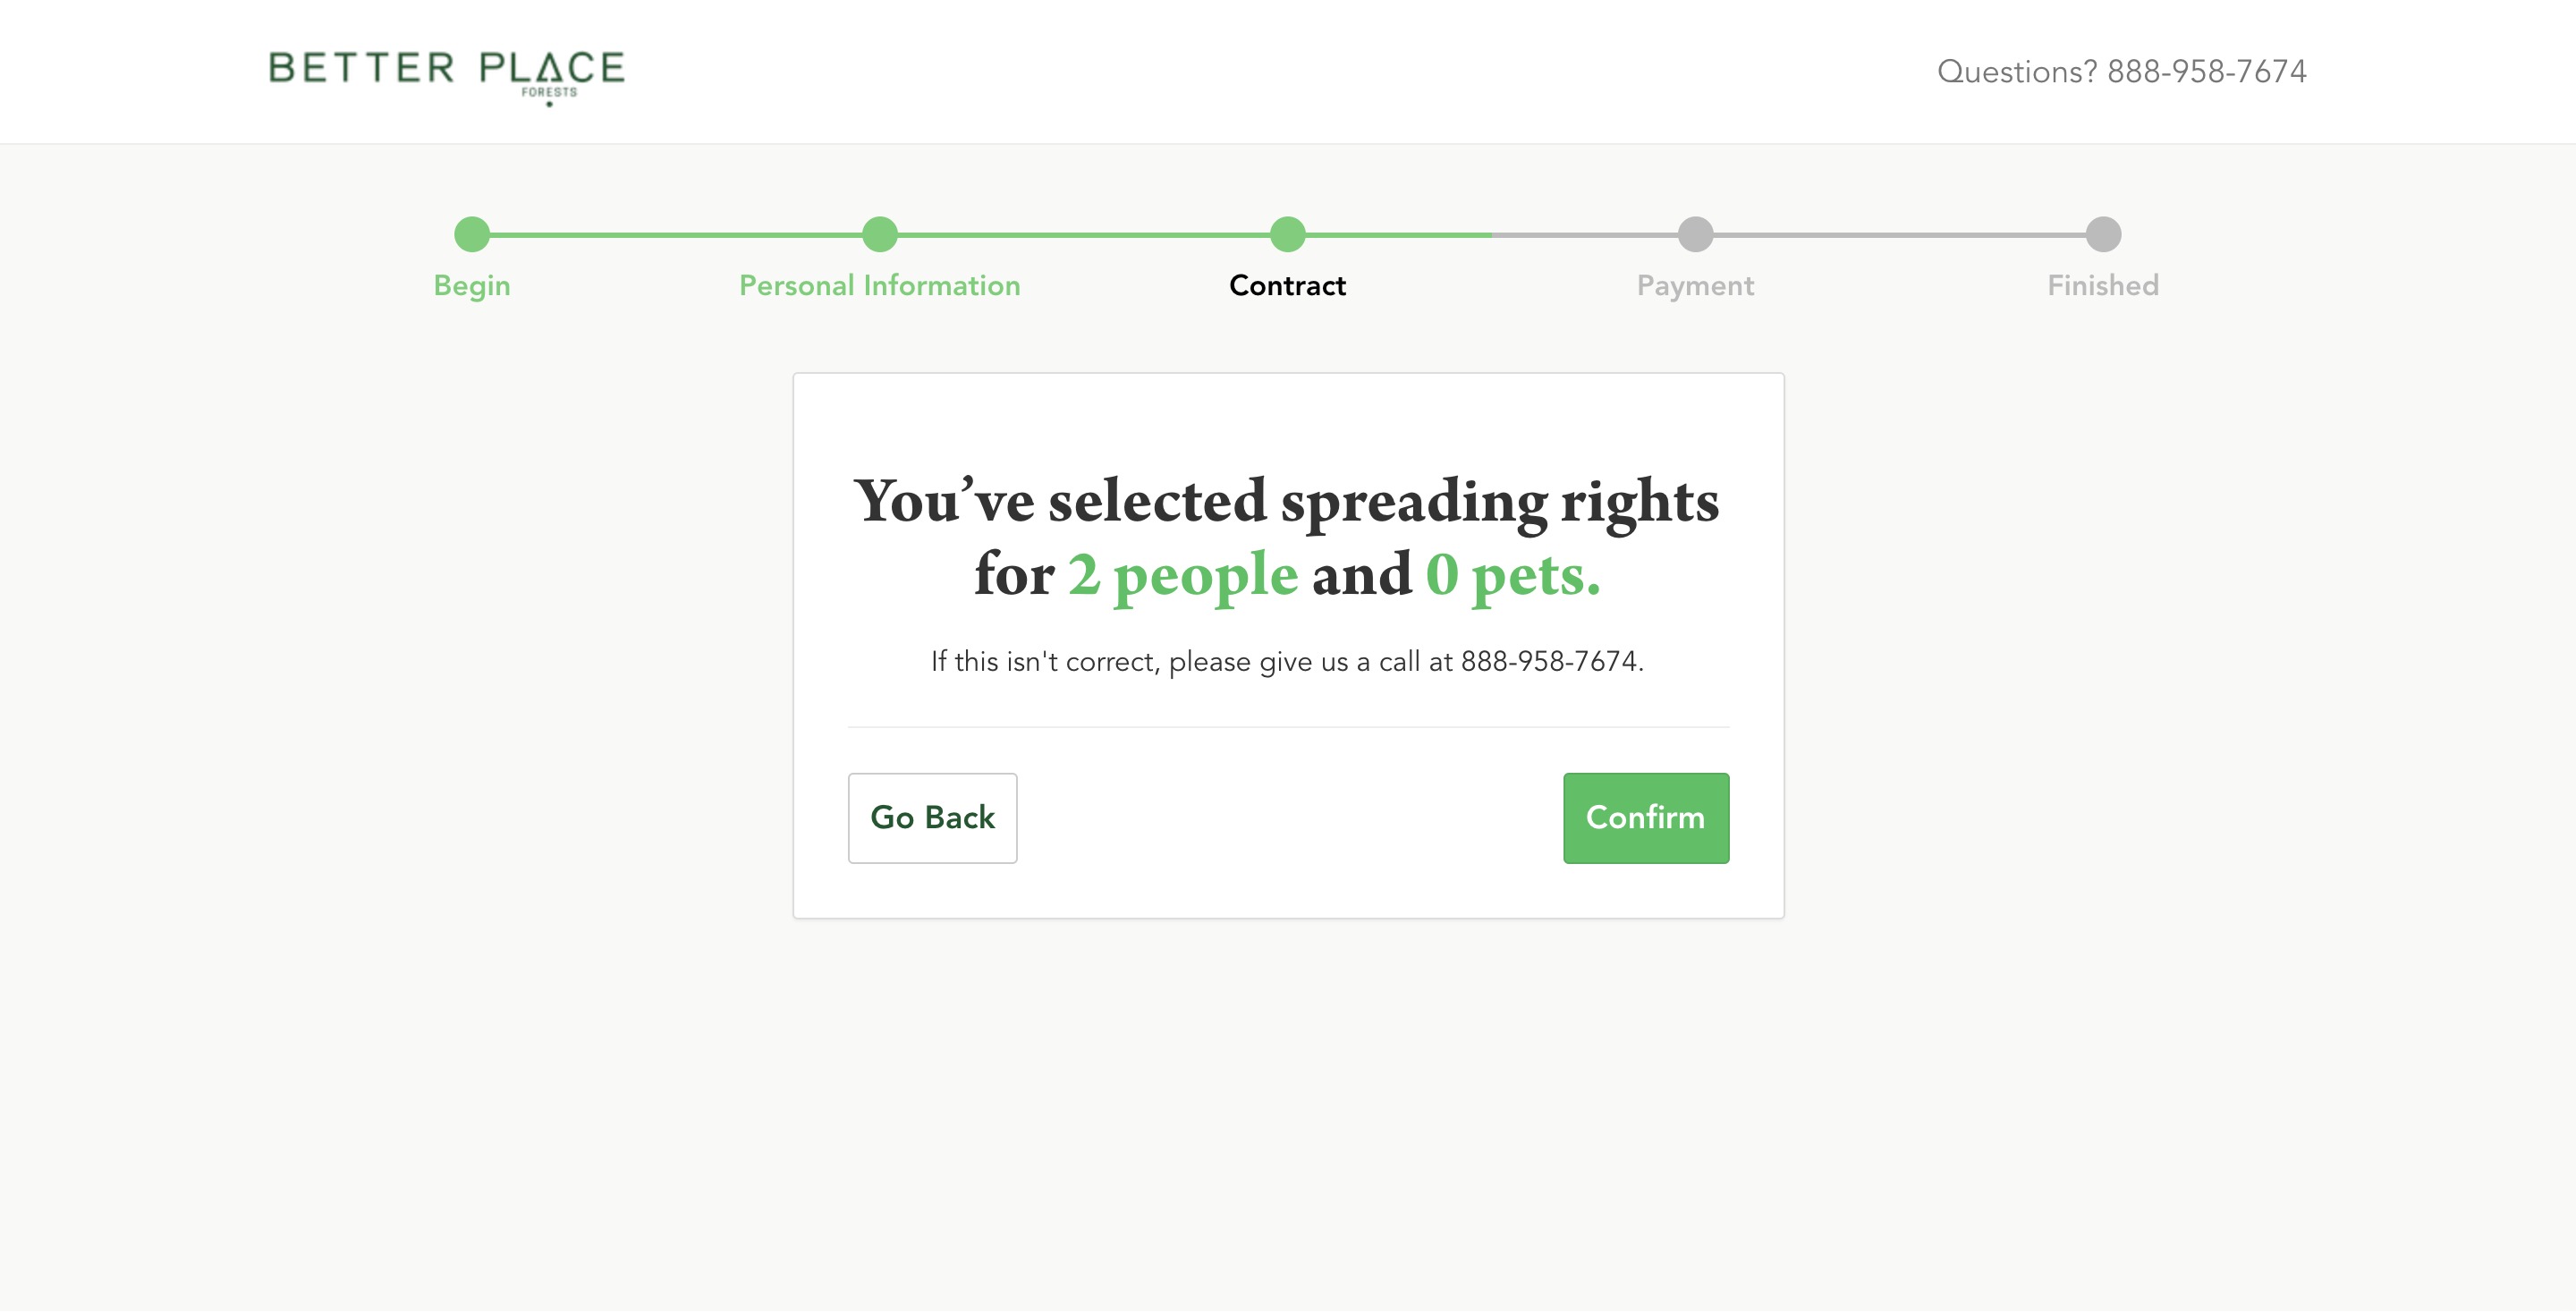 BETTER PLACE
FORESTS
Questions? 888-958-7674
Begin
Personal Information
Contract
Payment
Finished
You’ve selected spreading rights
for 2 people and 0 pets.
If this isn't correct, please give us a call at 888-958-7674.
Go Back
Confirm